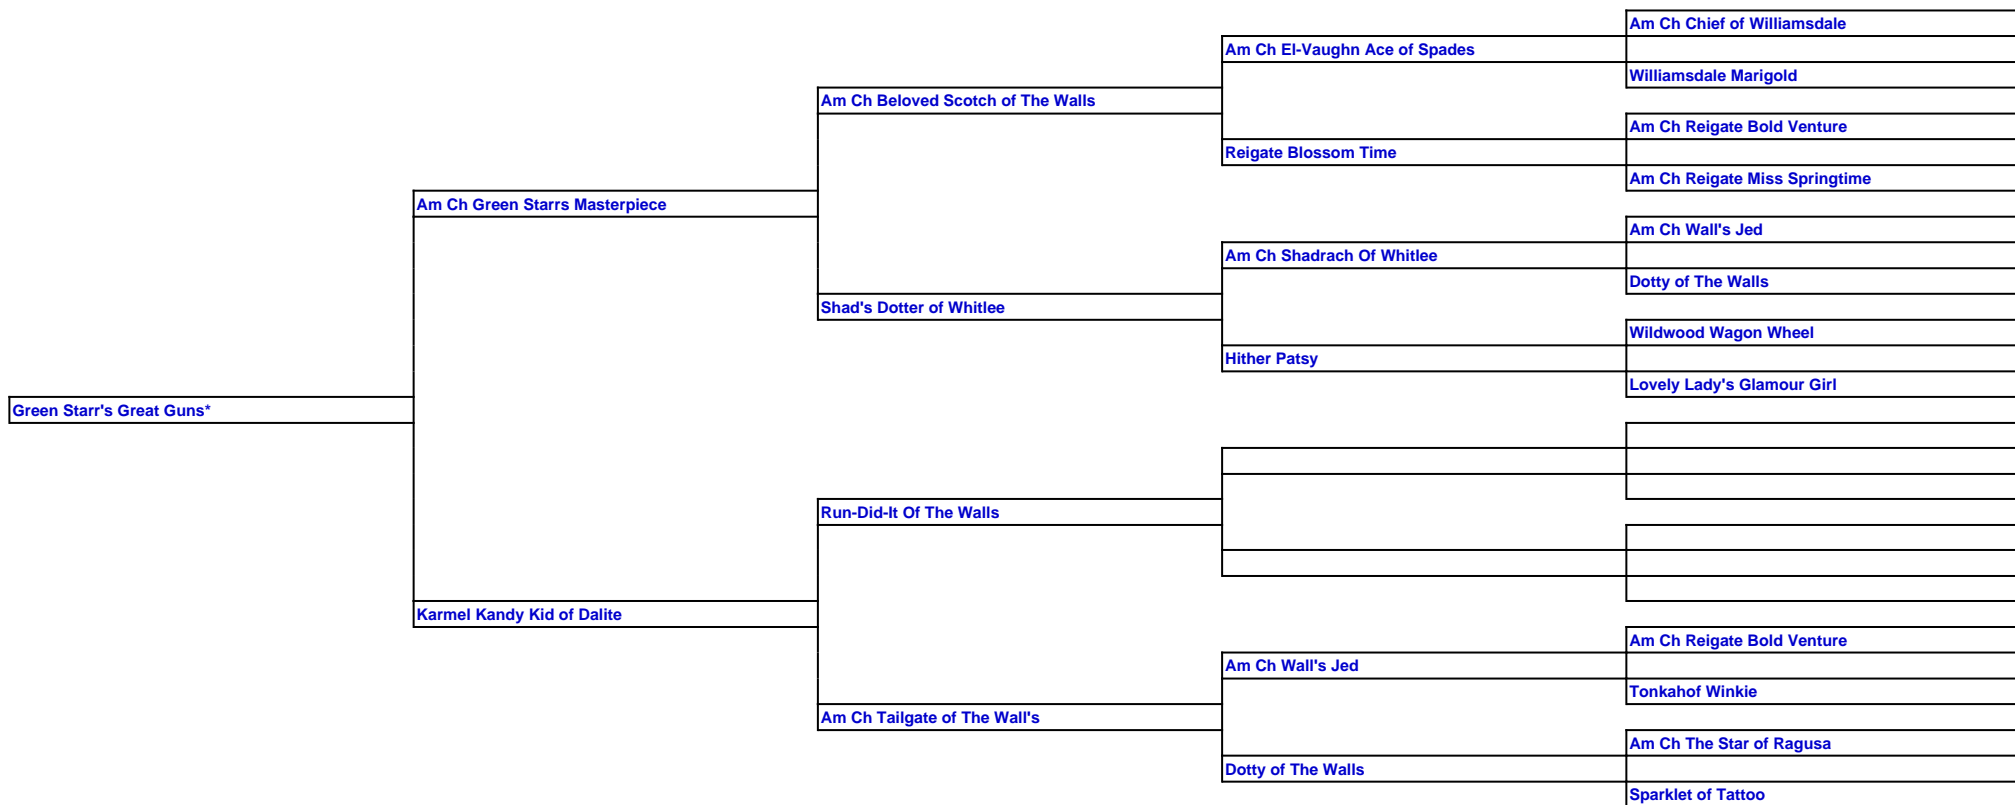 Am Ch Chief of Williamsdale
Am Ch El-Vaughn Ace of Spades
Williamsdale Marigold
Am Ch Beloved Scotch of The Walls
Am Ch Reigate Bold Venture
Reigate Blossom Time
Am Ch Reigate Miss Springtime
Am Ch Green Starrs Masterpiece
Am Ch Wall's Jed
Am Ch Shadrach Of Whitlee
Dotty of The Walls
Shad's Dotter of Whitlee
Wildwood Wagon Wheel
Hither Patsy
Lovely Lady's Glamour Girl
Green Starr's Great Guns*
Run-Did-It Of The Walls
Karmel Kandy Kid of Dalite
Am Ch Reigate Bold Venture
Am Ch Wall's Jed
Tonkahof Winkie
Am Ch Tailgate of The Wall's
Am Ch The Star of Ragusa
Dotty of The Walls
Sparklet of Tattoo